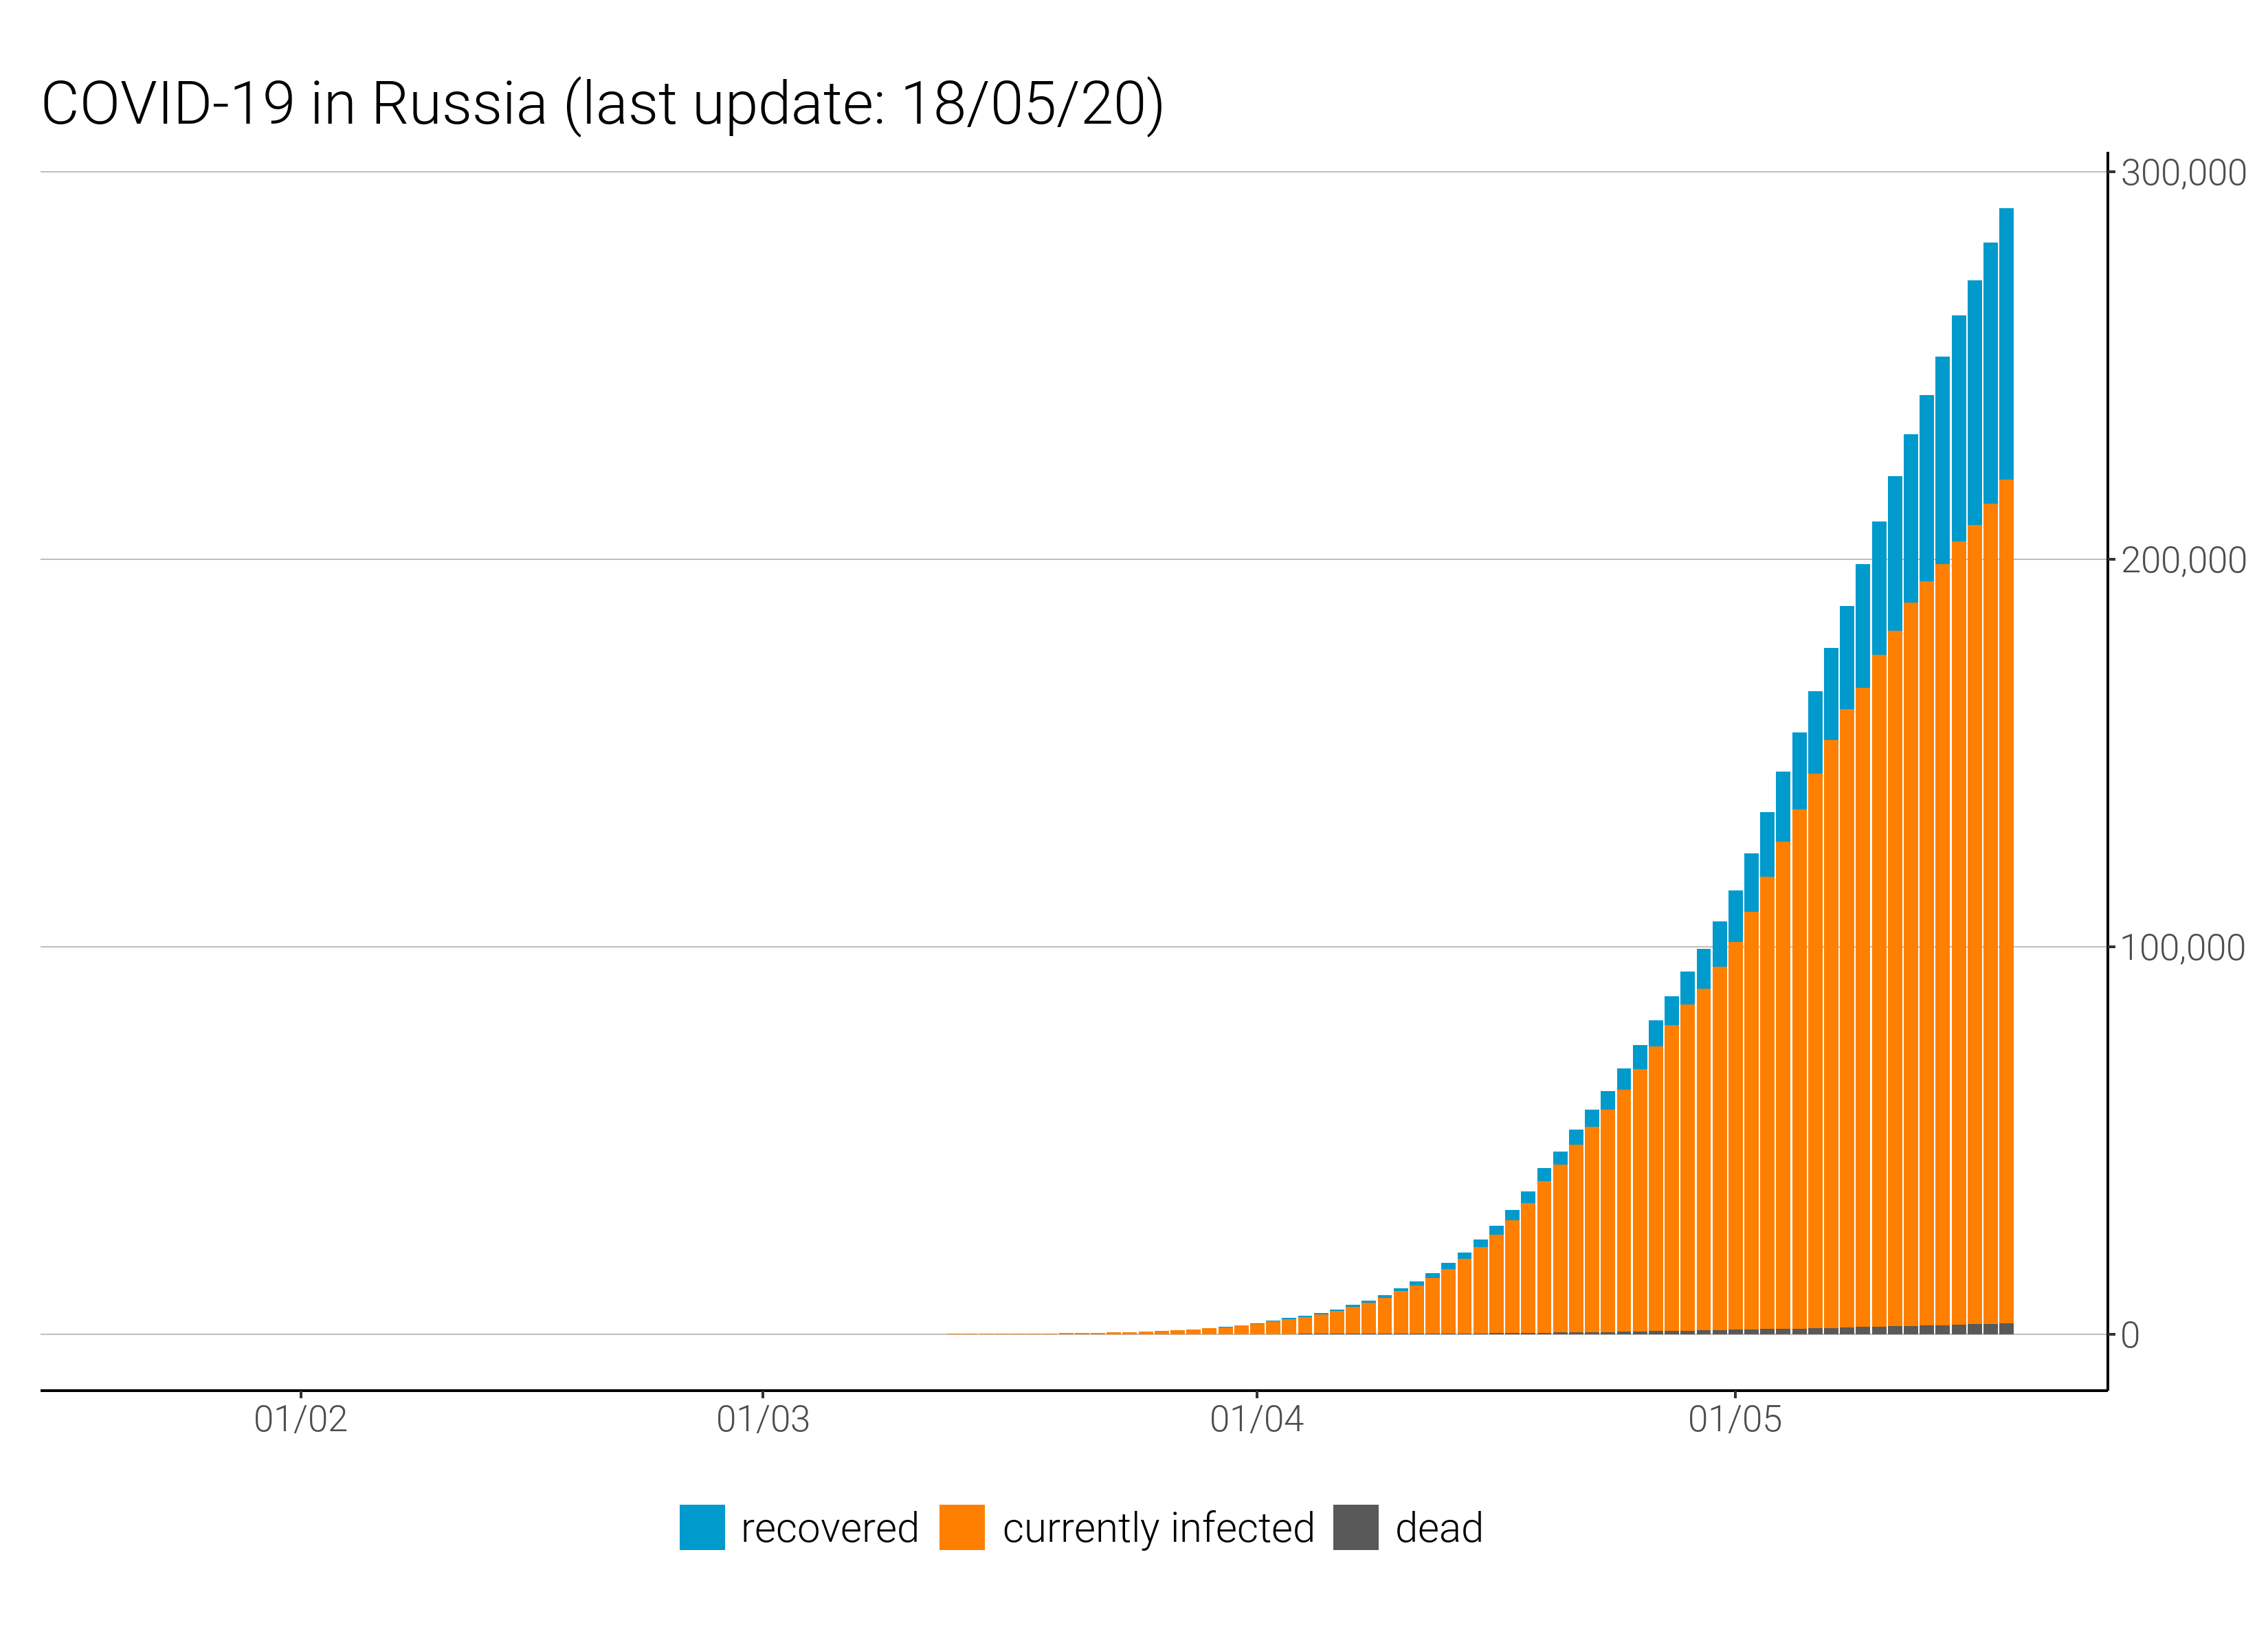 COVID-19 in Russia (last update: 18/05/20)
300,000
200,000
100,000
0
01/02 01/03 01/04 01/05
recovered currently infected dead